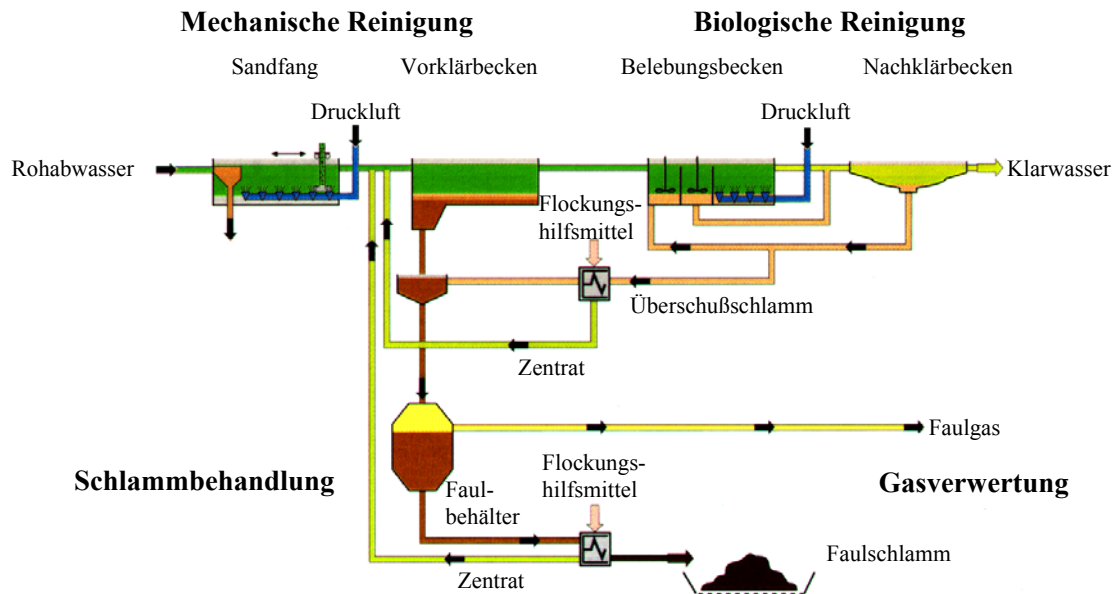 Mechanische Reinigung
Biologische Reinigung
Sandfang
Vorklärbecken
Belebungsbecken
Nachklärbecken
Druckluft
Druckluft
Rohabwasser
Klarwasser
Flockungs-
hilfsmittel
Überschußschlamm
Zentrat
Faulgas
Schlammbehandlung
Flockungs-
hilfsmittel
Gasverwertung
Faul-
behälter
Faulschlamm
Zentrat